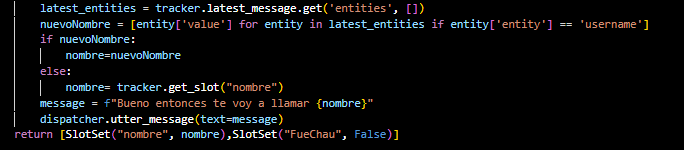 latest_entities = tracker.latest_message.get('entities', [])
nuevoNombre = [entity['value'] for entity in latest_entities if entity['entity'] == 'username']
if nuevoNombre:
nombre=nuevoNombre
else:
nombre= tracker.get_slot("nombre")
message = f"Bueno entonces te voy a llamar {nombre}"
dispatcher.utter_message(text=message)
return [SlotSet("nombre", nombre),SlotSet("FueChau", False)]